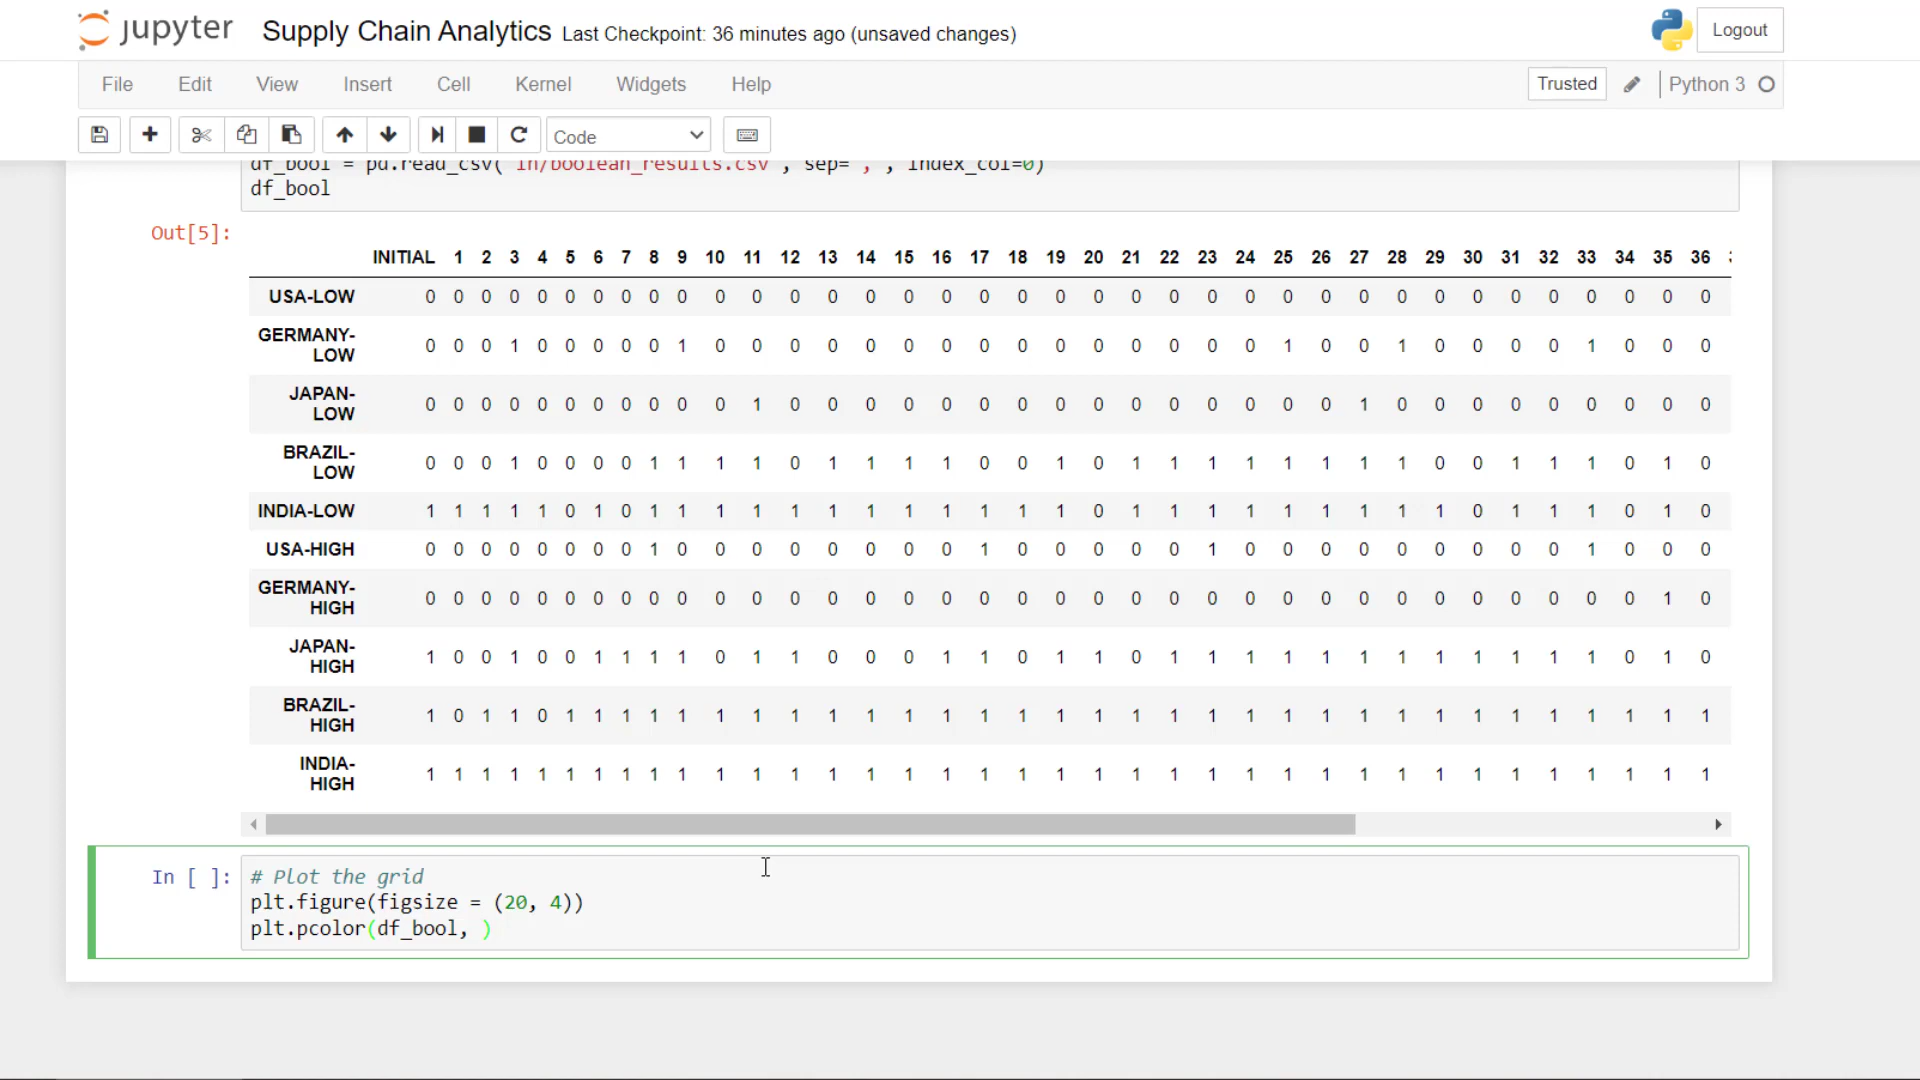 jupyter Supply Chain Analytics Last Checkpoint: 36 minutes ago (unsaved changes) Logout
File Edit View Insert Cell Kernel Widgets Help Trusted Python 3
Code
df_bool = pd.read_csv('in/boolean_results.csv', sep=',', index_col=0)
df_bool
Out[5]:
INITIAL 1 2 3 4 5 6 7 8 9 10 11 12 13 14 15 16 17 18 19 20 21 22 23 24 25 26 27 28 29 30 31 32 33 34 35 36
USA-LOW 0 0 0 0 0 0 0 0 0 0 0 0 0 0 0 0 0 0 0 0 0 0 0 0 0 0 0 0 0 0 0 0 0 0 0 0 0
GERMANY-
LOW 0 0 0 1 0 0 0 0 0 1 0 0 0 0 0 0 0 0 0 0 0 0 0 0 0 1 0 0 1 0 0 0 0 1 0 0 0
JAPAN-
LOW 0 0 0 0 0 0 0 0 0 0 0 1 0 0 0 0 0 0 0 0 0 0 0 0 0 0 0 1 0 0 0 0 0 0 0 0 0
BRAZIL-
LOW 0 0 0 1 0 0 0 0 1 1 1 1 0 1 1 1 1 0 0 1 0 1 1 1 1 1 1 1 1 0 0 1 1 1 0 1 0
INDIA-LOW 1 1 1 1 1 0 1 0 1 1 1 1 1 1 1 1 1 1 1 1 0 1 1 1 1 1 1 1 1 1 0 1 1 1 0 1 0
USA-HIGH 0 0 0 0 0 0 0 0 1 0 0 0 0 0 0 0 0 1 0 0 0 0 0 1 0 0 0 0 0 0 0 0 0 1 0 0 0
GERMANY-
HIGH 0 0 0 0 0 0 0 0 0 0 0 0 0 0 0 0 0 0 0 0 0 0 0 0 0 0 0 0 0 0 0 0 0 0 0 1 0
JAPAN-
HIGH 1 0 0 1 0 0 1 1 1 1 0 1 1 0 0 0 1 1 0 1 1 0 1 1 1 1 1 1 1 1 1 1 1 1 0 1 0
BRAZIL-
HIGH 1 0 1 1 0 1 1 1 1 1 1 1 1 1 1 1 1 1 1 1 1 1 1 1 1 1 1 1 1 1 1 1 1 1 1 1 1
INDIA-
HIGH 1 1 1 1 1 1 1 1 1 1 1 1 1 1 1 1 1 1 1 1 1 1 1 1 1 1 1 1 1 1 1 1 1 1 1 1 1
In [ ]: # Plot the grid
plt.figure(figsize = (20, 4))
plt.pcolor(df_bool, )